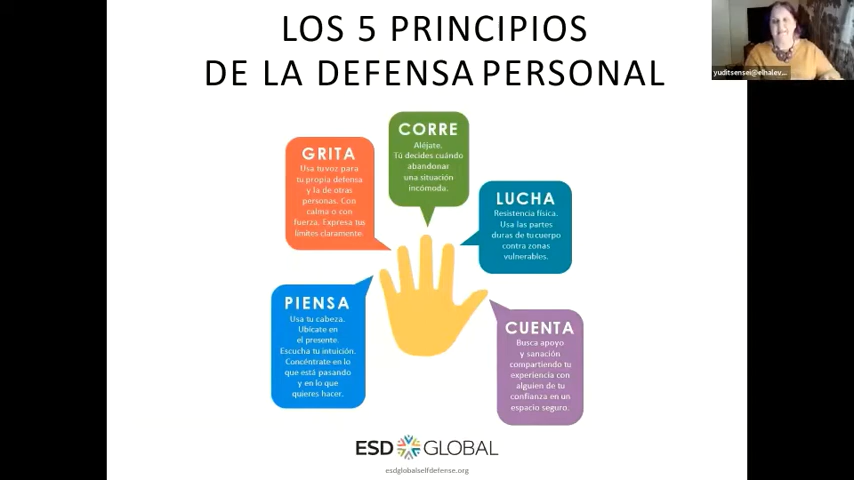 LOS 5 PRINCIPIOS
DE LA DEFENSA PERSONAL
yuditsensei@elhalev...
CORRE
Aléjate.
Tú decides cuándo
abandonar
una situación
incómoda.
GRITA
Usa tu voz para
tu propia defensa
y la de otras
personas. Con
calma o con
fuerza. Expresa tus
límites claramente.
LUCHA
Resistencia física.
Usa las partes
duras de tu cuerpo
contra zonas
vulnerables.
PIENSA
Usa tu cabeza.
Ubícate en
el presente.
Escucha tu intuición.
Concéntrate en lo
que está pasando
y en lo que
quieres hacer.
CUENTA
Busca apoyo
y sanación
compartiendo tu
experiencia con
alguien de tu
confianza en un
espacio seguro.
ESD GLOBAL
esdglobalselfdefense.org